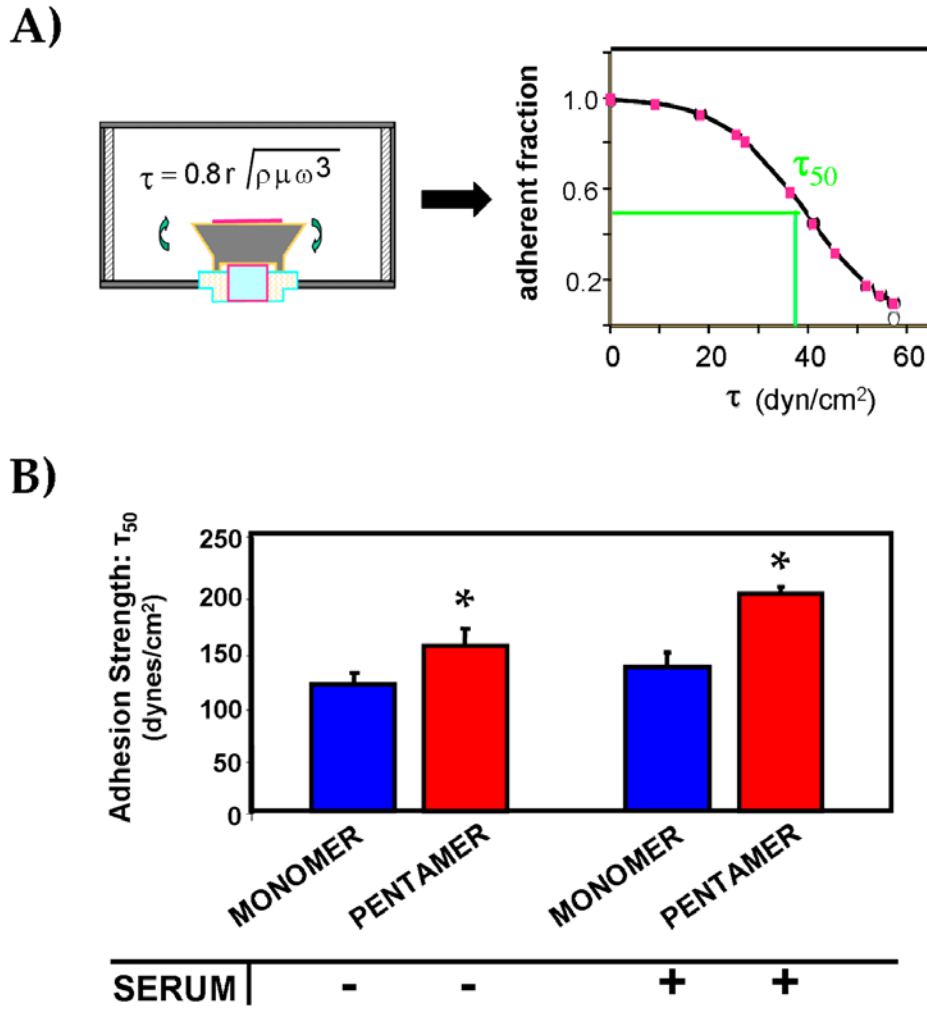 A)
τ = 0.8 r √ρμω³
adherent fraction
1.0
0.6
0.2
τ50
0 20 40 60
τ (dyn/cm²)
B)
Adhesion Strength: T50
(dynes/cm²)
250
200
150
100
50
0
* *
MONOMER PENTAMER MONOMER PENTAMER
SERUM - - + +